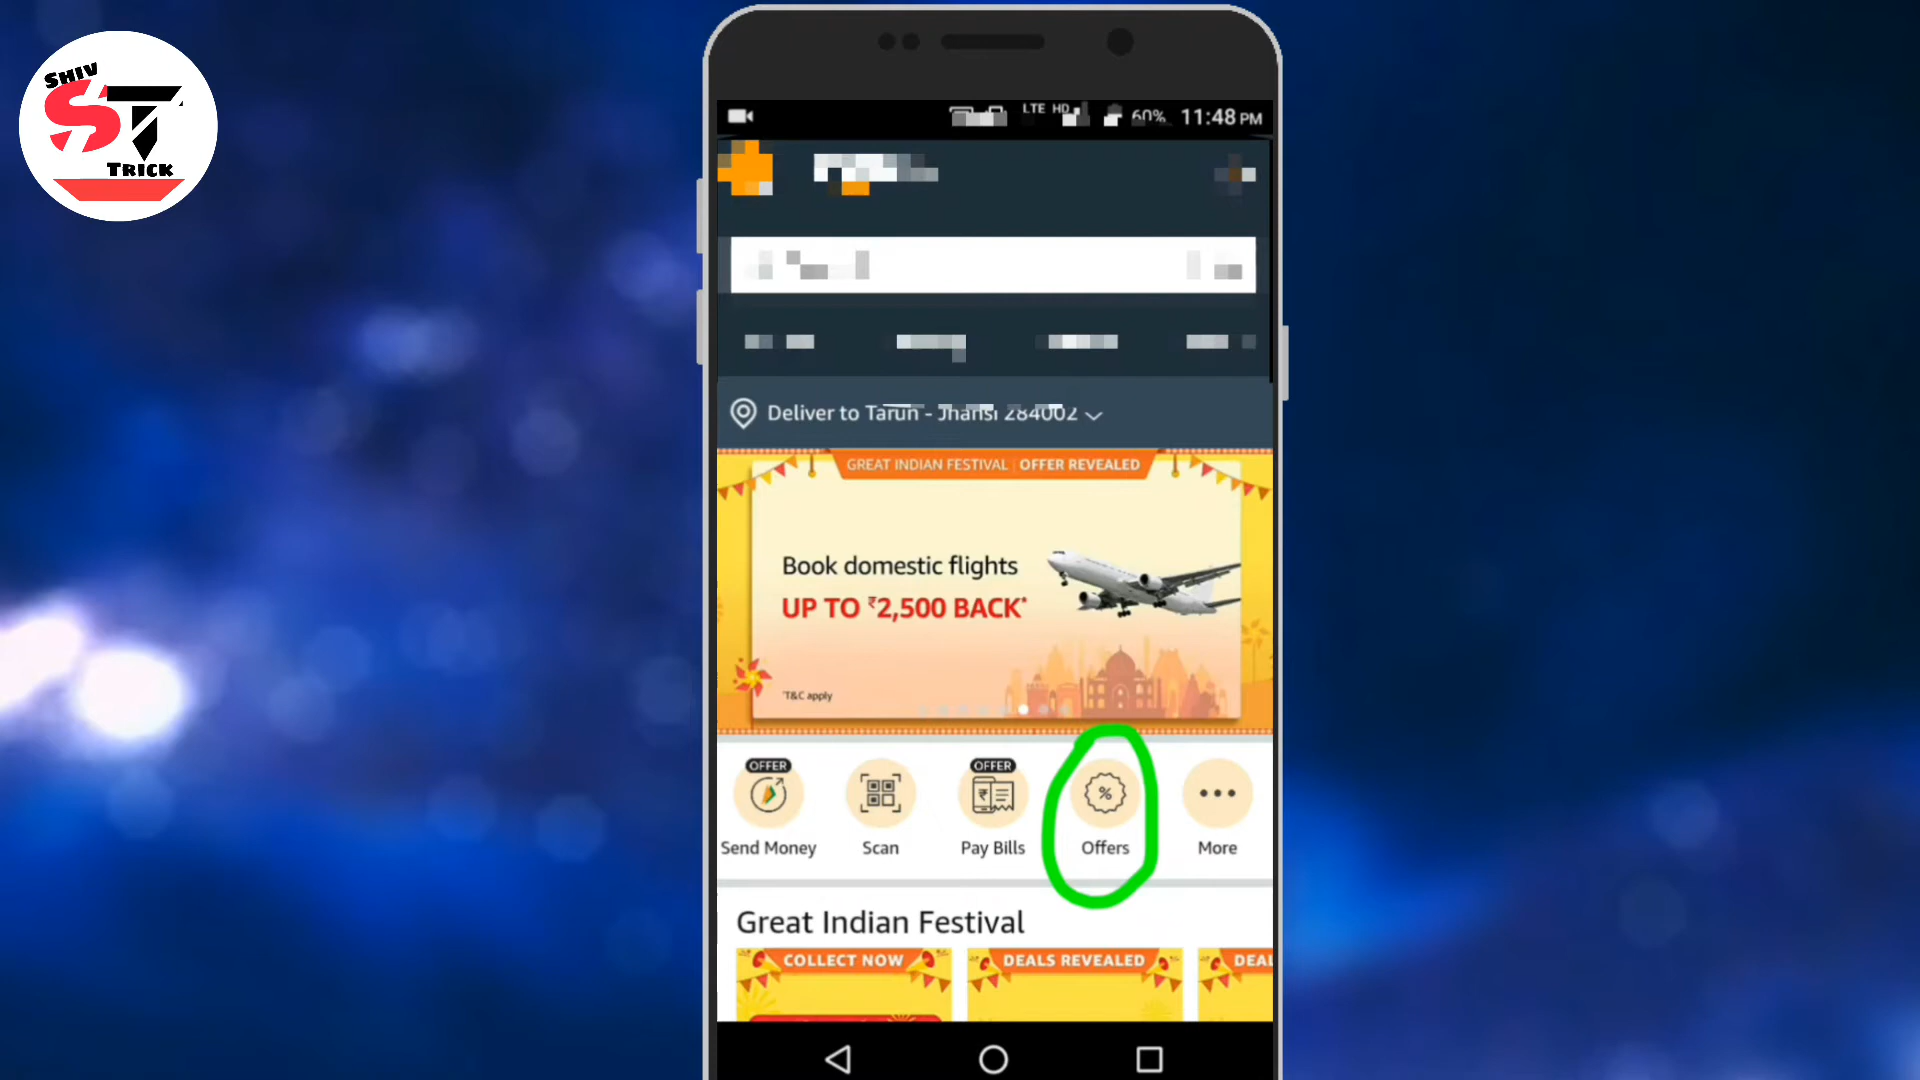 SHIV
ST
TRICK
LTE HD 60% 11:48 PM
Deliver to Tarun - Jhansi 284002
GREAT INDIAN FESTIVAL | OFFER REVEALED
Book domestic flights
UP TO ₹2,500 BACK*
*T&C apply
OFFER
OFFER
Send Money
Scan
Pay Bills
Offers
More
Great Indian Festival
COLLECT NOW
DEALS REVEALED
DEAL